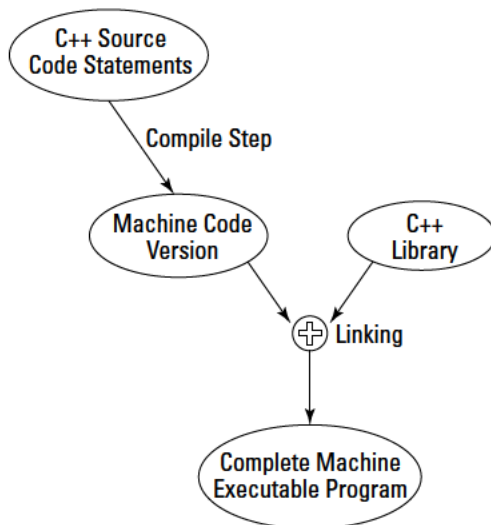 C++ Source
Code Statements
Compile Step
Machine Code
Version
C++
Library
Linking
Complete Machine
Executable Program